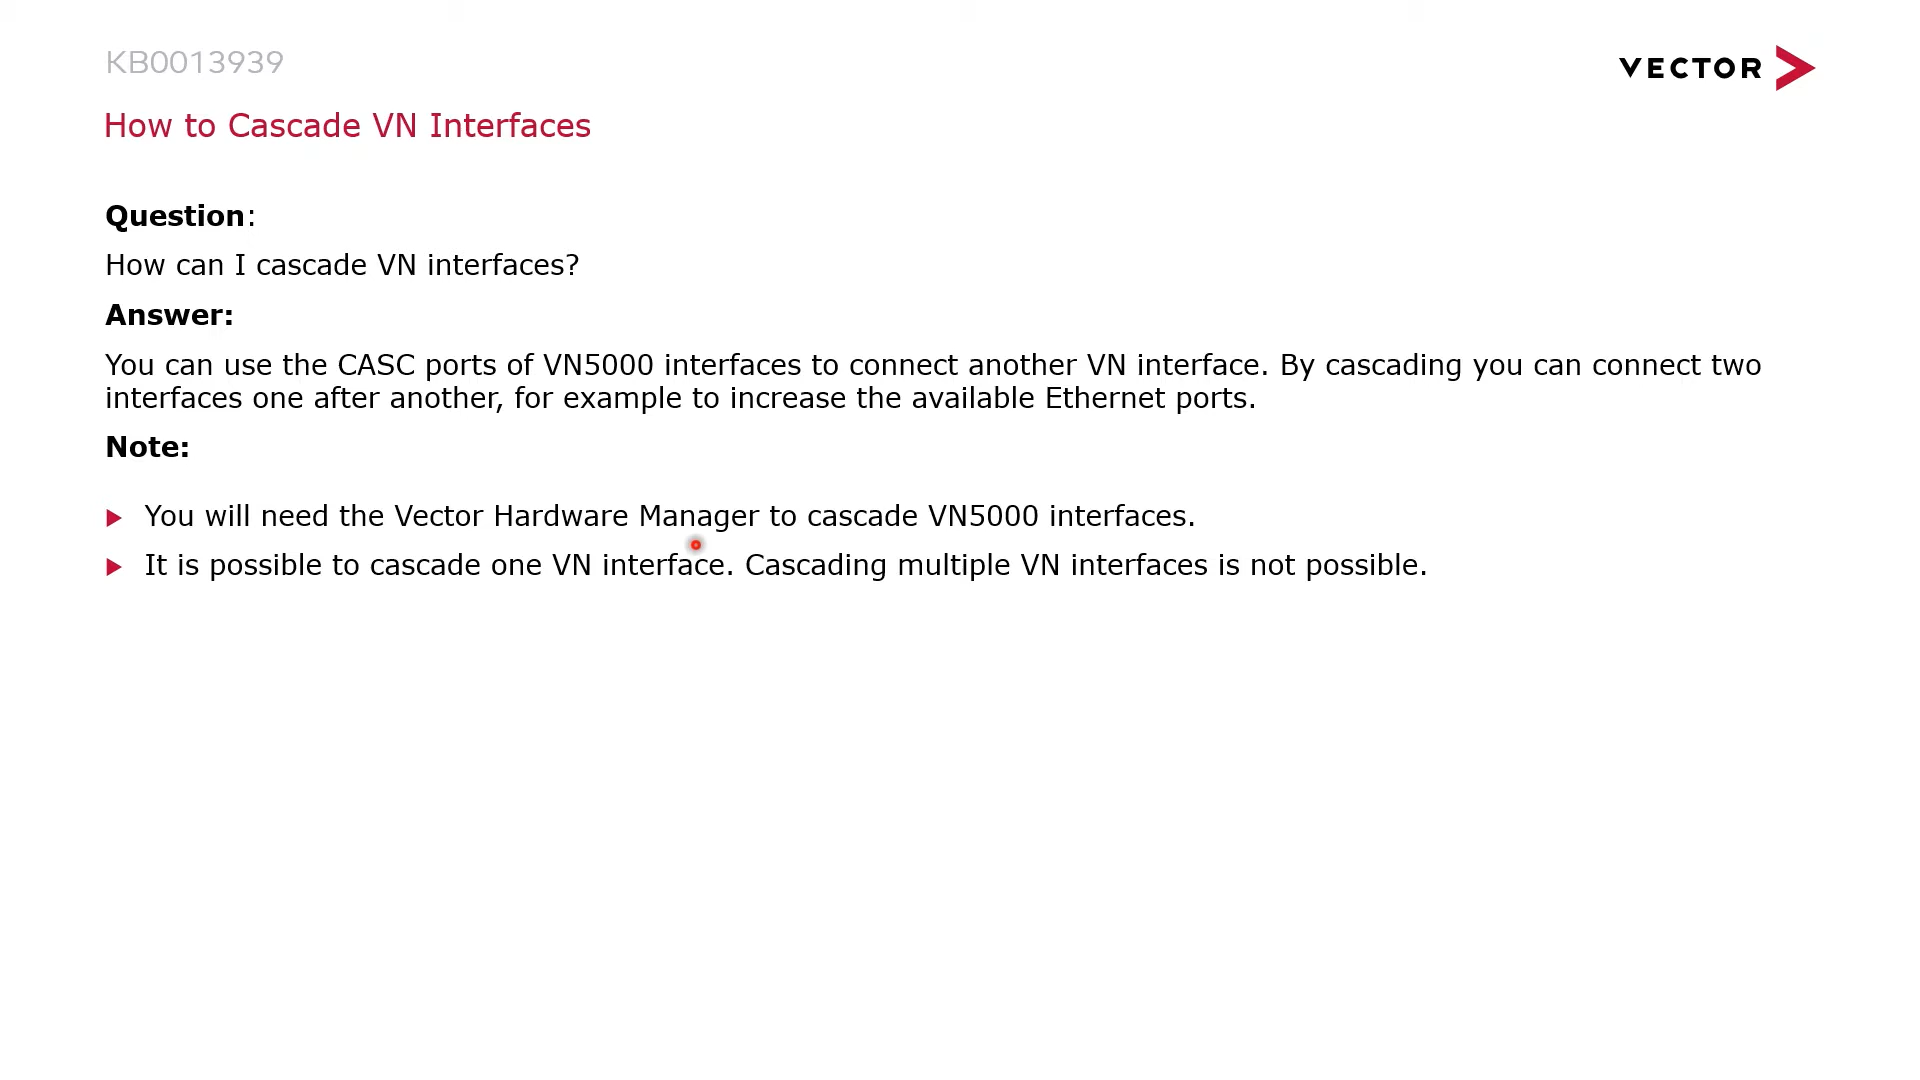 KB0013939
VECTOR
How to Cascade VN Interfaces
Question:
How can I cascade VN interfaces?
Answer:
You can use the CASC ports of VN5000 interfaces to connect another VN interface. By cascading you can connect two
interfaces one after another, for example to increase the available Ethernet ports.
Note:
You will need the Vector Hardware Manager to cascade VN5000 interfaces.
It is possible to cascade one VN interface. Cascading multiple VN interfaces is not possible.